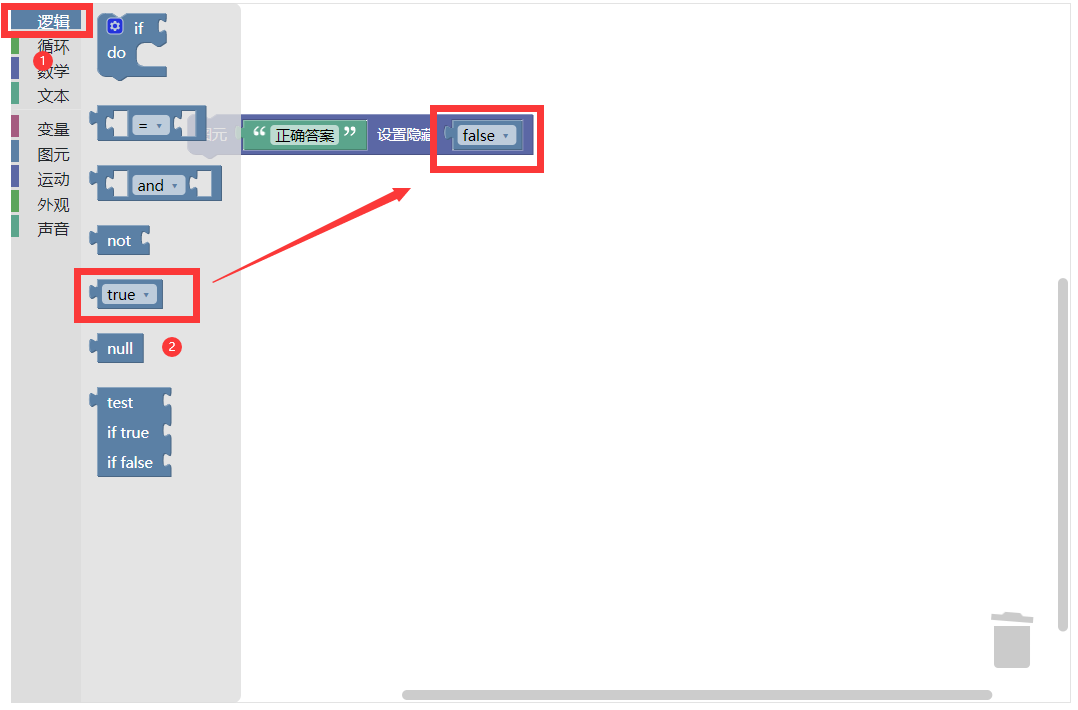 逻辑
循环
1
数学
文本
变量
图元
运动
外观
声音
if
do
=
and
not
true
null
2
test
if true
if false
图元 “ 正确答案 ” 设置隐藏 false